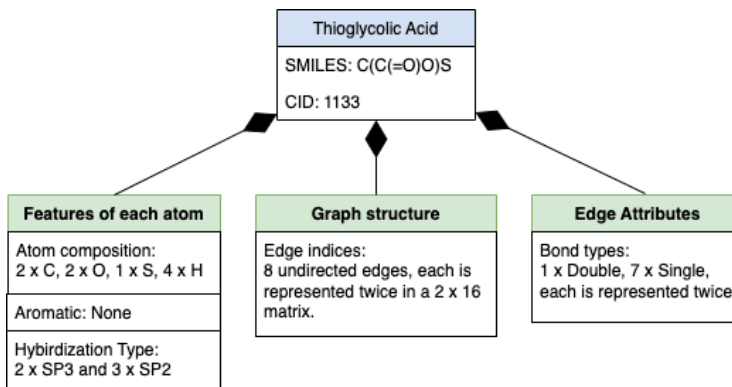 Thioglycolic Acid
SMILES: C(C(=O)O)S
CID: 1133
Features of each atom
Atom composition:
2 x C, 2 x O, 1 x S, 4 x H
Aromatic: None
Hybirdization Type:
2 x SP3 and 3 x SP2
Graph structure
Edge indices:
8 undirected edges, each is
represented twice in a 2 x 16
matrix.
Edge Attributes
Bond types:
1 x Double, 7 x Single,
each is represented twice